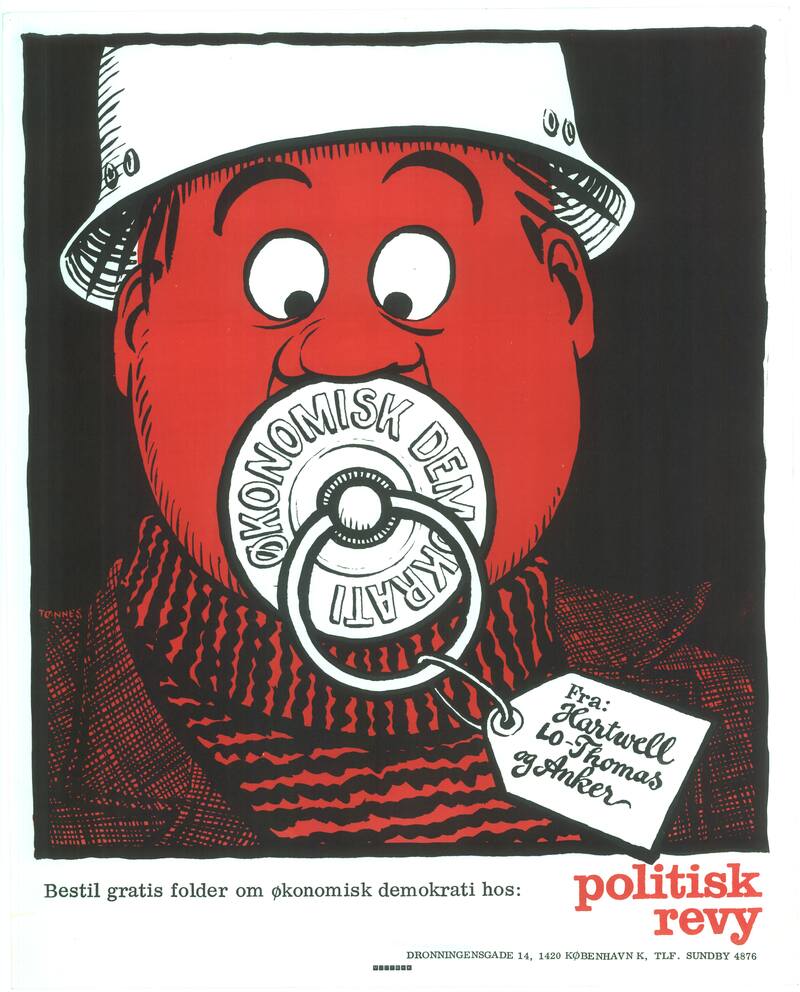 ØKONOMISK DEMOKRATI
TØNNES
Fra:
Hartwell
LO-Thomas
og Anker
Bestil gratis folder om økonomisk demokrati hos:
politisk
revy
DRONNINGENSGADE 14, 1420 KØBENHAVN K, TLF. SUNDBY 4876